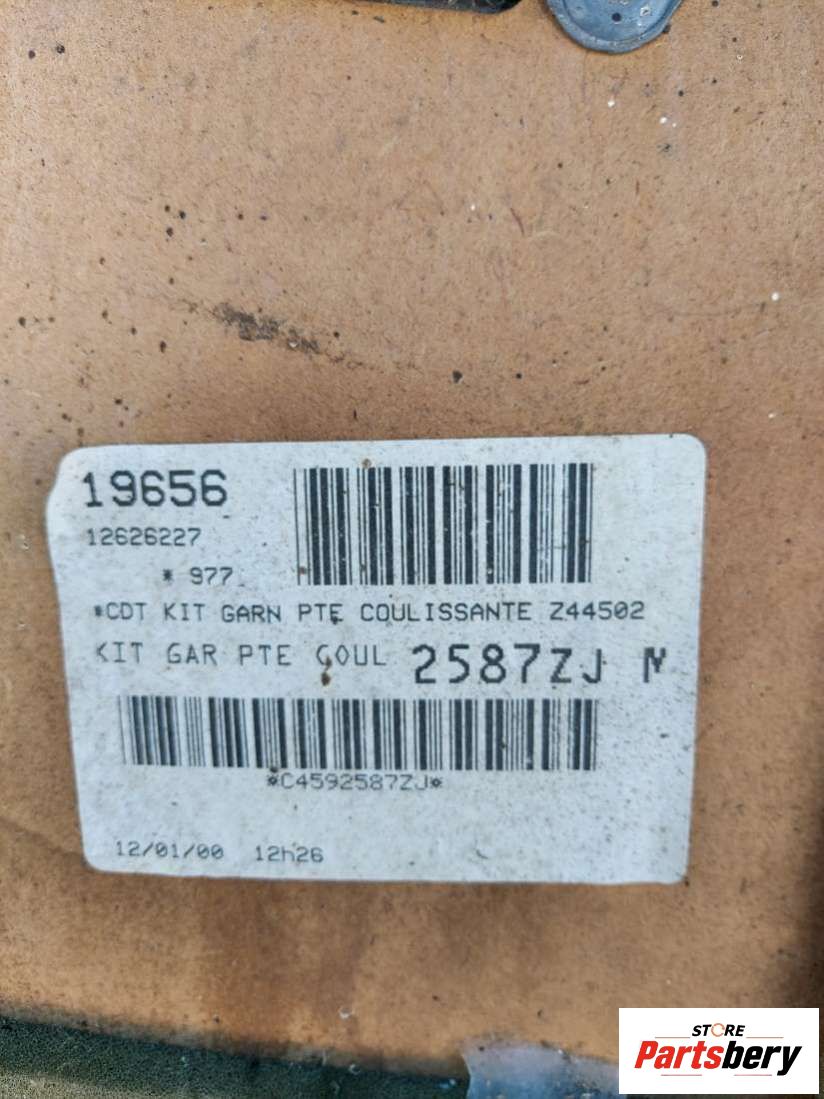 19656
12626227
* 977
*CDT KIT GARN PTE COULISSANTE Z44502
KIT GAR PTE COUL 2587ZJ
*C4592587ZJ*
12/01/00 12h26
STORE
Partsbery